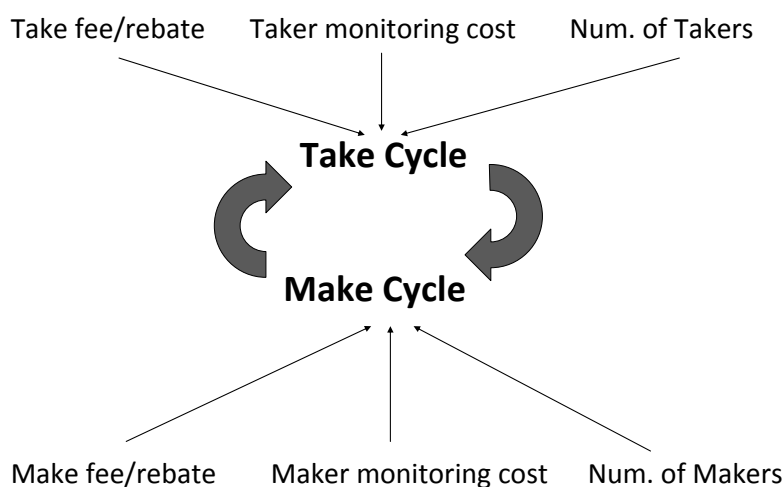 Take fee/rebate Taker monitoring cost Num. of Takers
Take Cycle
Make Cycle
Make fee/rebate Maker monitoring cost Num. of Makers